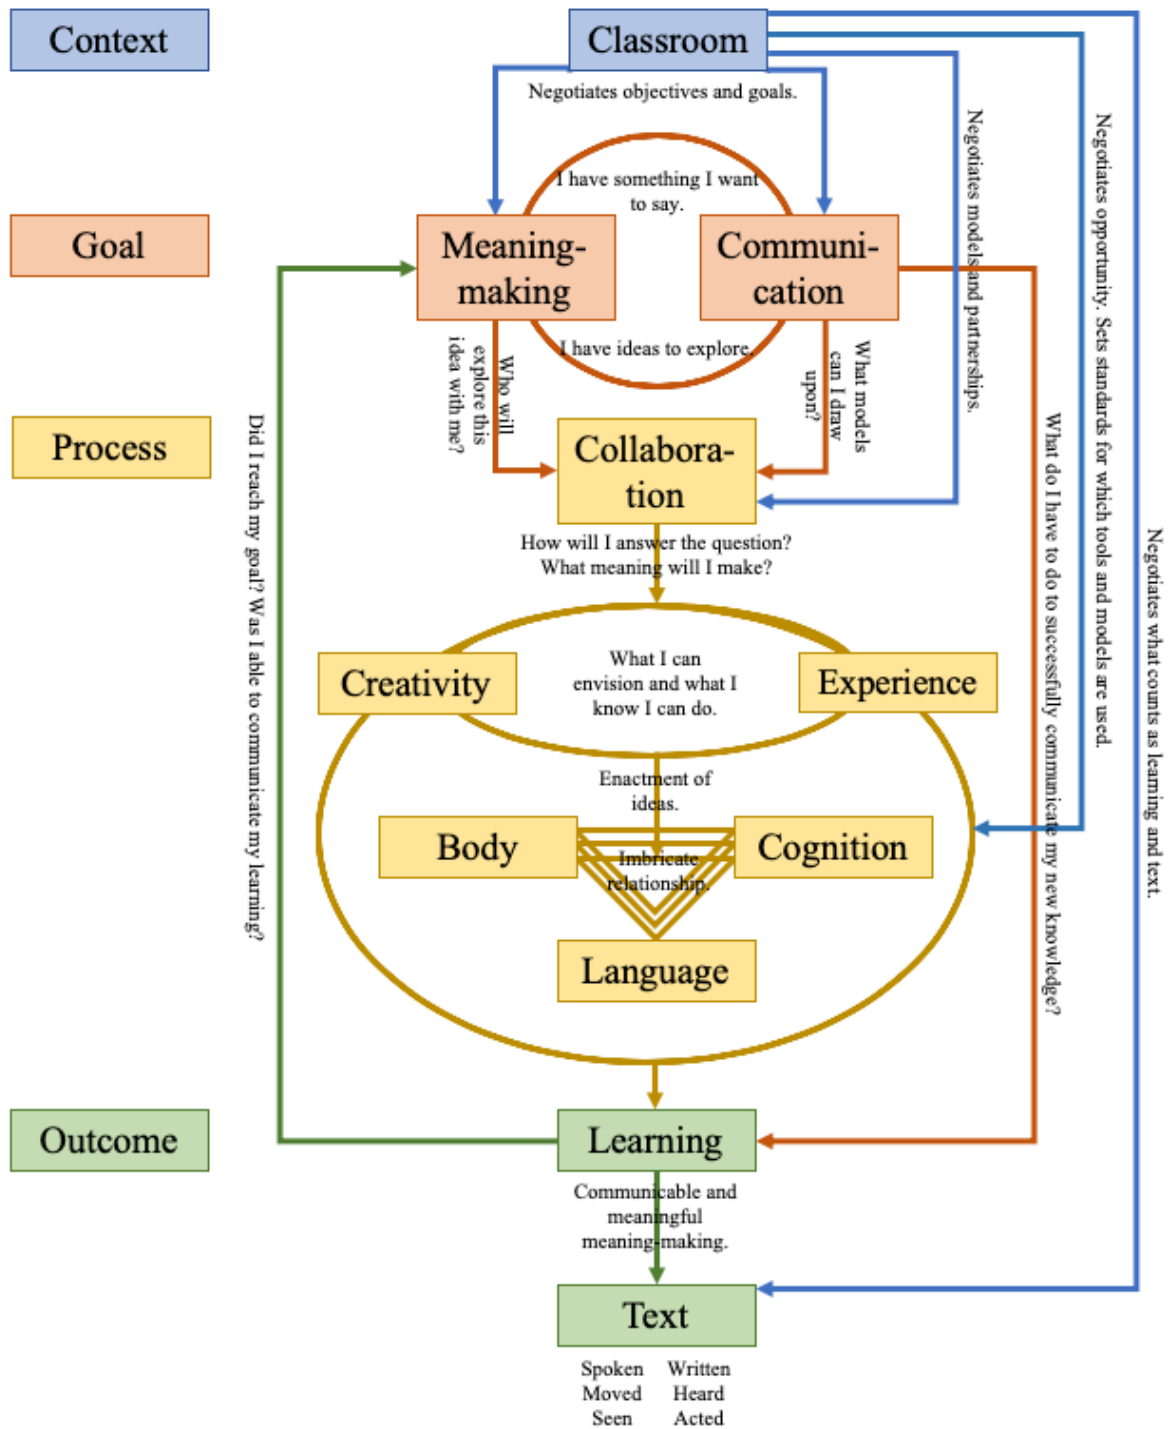 Context
Classroom
Negotiates objectives and goals.
I have something I want
to say.
Goal
Meaning-
making
Communi-
cation
I have ideas to explore.
Who will
explore this
idea with me?
What models
can I draw
upon?
Negotiates models and partnerships.
Negotiates opportunity. Sets standards for which tools and models are used.
Negotiates what counts as learning and text.
What do I have to do to successfully communicate my new knowledge?
Did I reach my goal? Was I able to communicate my learning?
Process
Collabora-
tion
How will I answer the question?
What meaning will I make?
Creativity
What I can
envision and what I
know I can do.
Experience
Enactment of
ideas.
Body
Imbricate
relationship.
Cognition
Language
Outcome
Learning
Communicable and
meaningful
meaning-making.
Text
Spoken Written
Moved Heard
Seen Acted